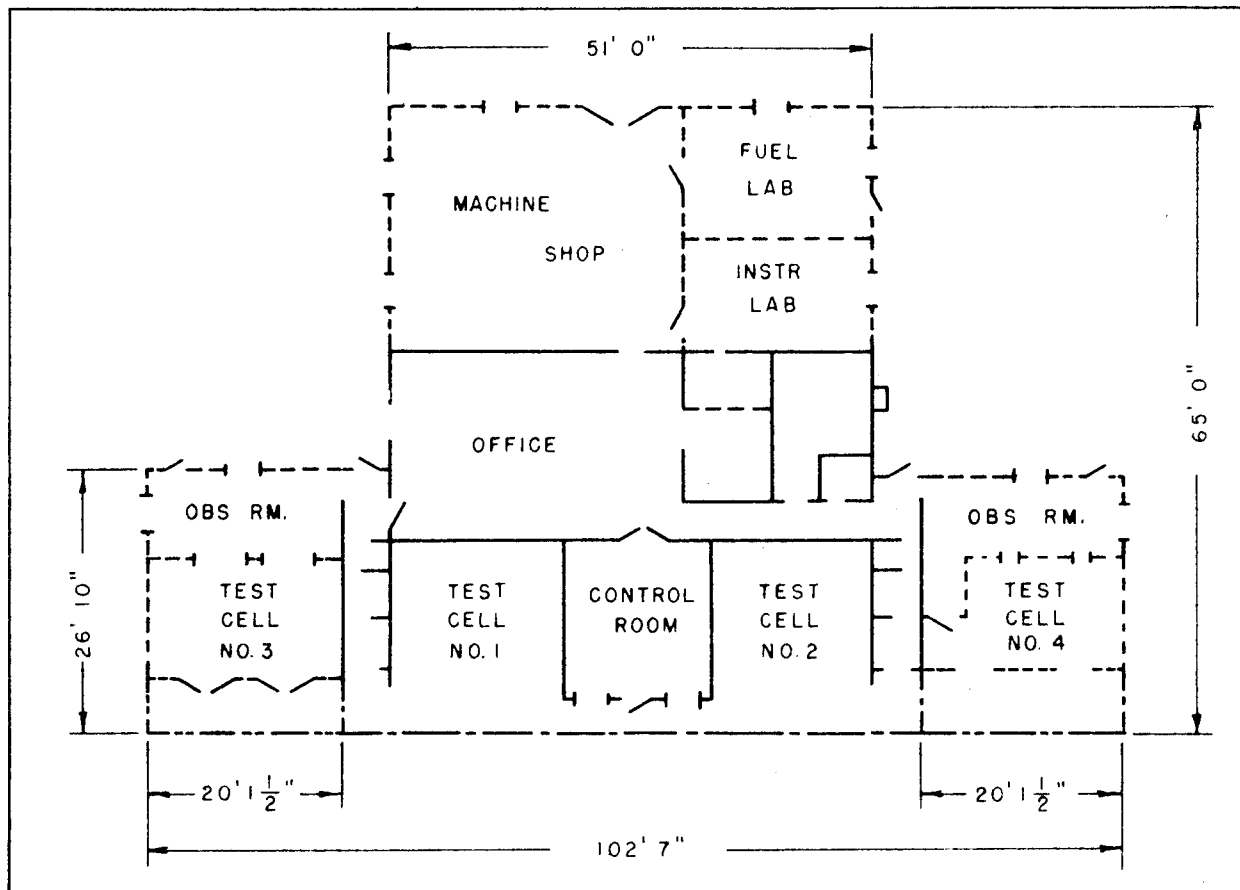 51' 0"
FUEL
LAB
MACHINE
SHOP
INSTR
LAB
65' 0"
OFFICE
OBS RM.
OBS RM.
26' 10"
TEST
CELL
NO. 3
TEST
CELL
NO. 1
CONTROL
ROOM
TEST
CELL
NO. 2
TEST
CELL
NO. 4
20' 1 1/2"
20' 1 1/2"
102' 7"